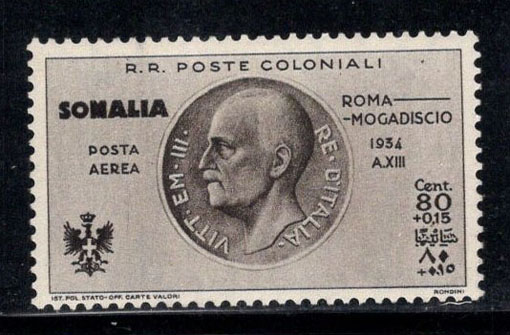 R.R. POSTE COLONIALI
SOMALIA
POSTA
AEREA
VITT·EM·III· RE·D'ITALIA·
ROMA—
—MOGADISCIO
1934
A.XIII
Cent.
80
+0,15
٨٠
+٠,١٥
IST. POL. STATO-OFF. CARTE VALORI
RONDINI